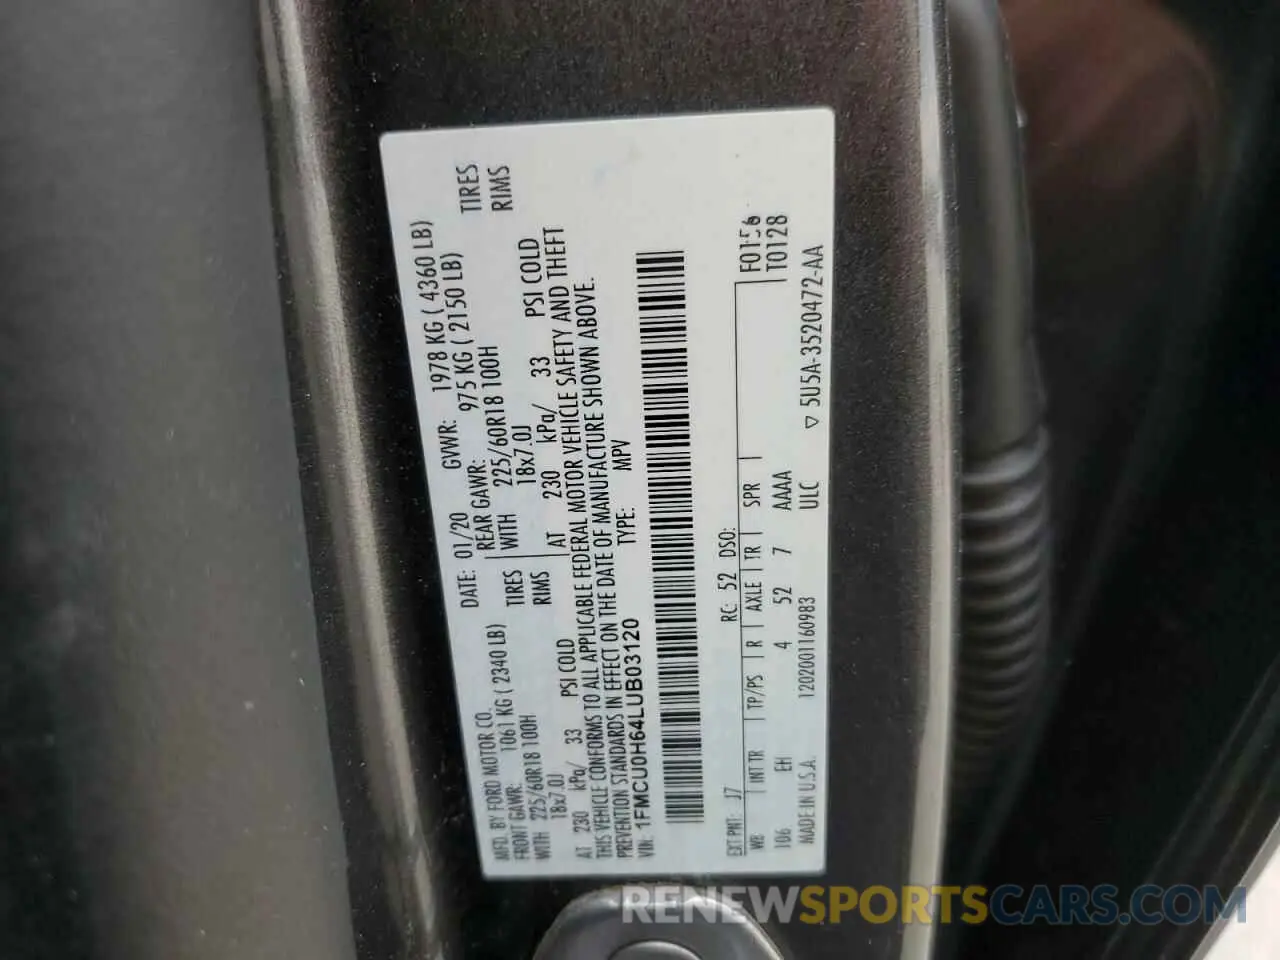 MFD. BY FORD MOTOR CO. DATE: 01/20 GVWR: 1978 KG ( 4360 LB)
FRONT GAWR: 1061 KG ( 2340 LB) REAR GAWR: 975 KG ( 2150 LB)
WITH 225/60R18 100H TIRES WITH 225/60R18 100H TIRES
18x7.0J RIMS 18x7.0J RIMS
AT 230 kPa/ 33 PSI COLD AT 230 kPa/ 33 PSI COLD
THIS VEHICLE CONFORMS TO ALL APPLICABLE FEDERAL MOTOR VEHICLE SAFETY AND THEFT
PREVENTION STANDARDS IN EFFECT ON THE DATE OF MANUFACTURE SHOWN ABOVE.
VIN: 1FMCU0H64LUB03120 TYPE: MPV
EXT PNT: J7 RC: 52 DSO: F0156
WB INT TR TP/PS R AXLE TR SPR T0128
106 EH 4 52 7 AAAA
MADE IN U.S.A. 1202001160983 ULC ▽ 5U5A-3520472-AA
RENEWSPORTSCARS.COM